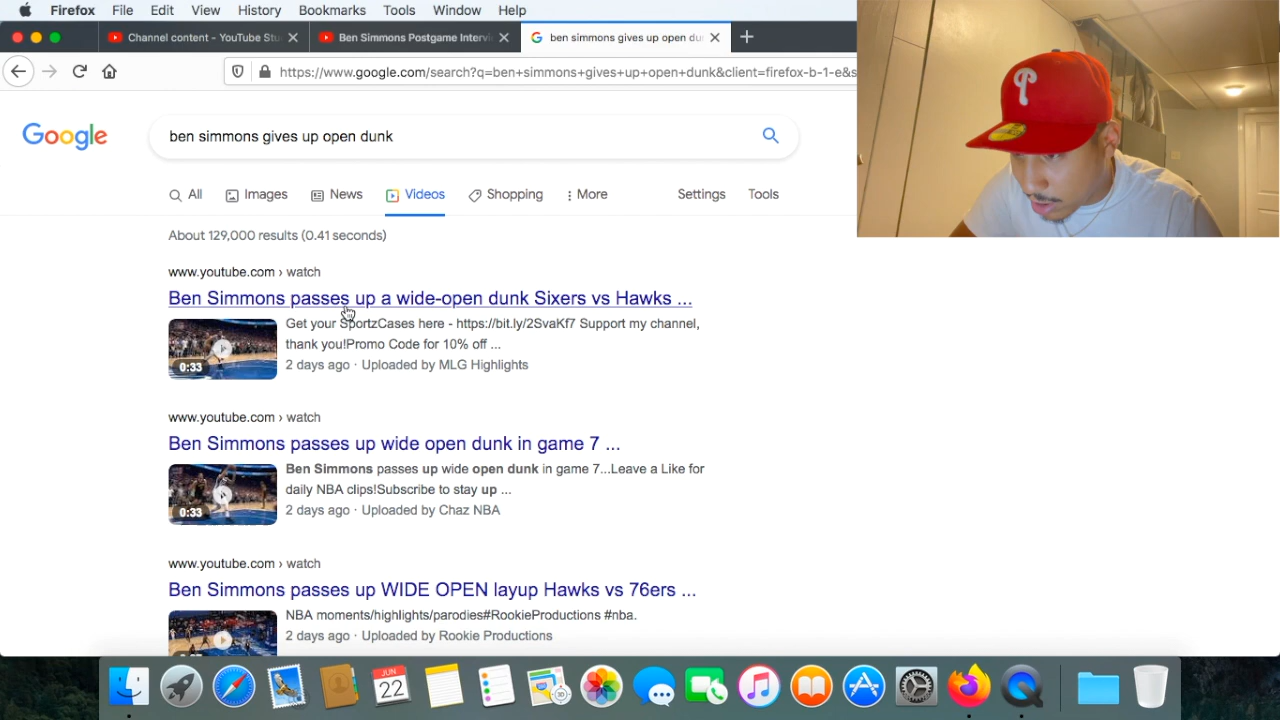 Firefox File Edit View History Bookmarks Tools Window Help
Channel content - YouTube Stu
Ben Simmons Postgame Intervi
ben simmons gives up open du
https://www.google.com/search?q=ben+simmons+gives+up+open+dunk&client=firefox-b-1-e&s
Google
ben simmons gives up open dunk
All Images News Videos Shopping More Settings Tools
About 129,000 results (0.41 seconds)
www.youtube.com › watch
Ben Simmons passes up a wide-open dunk Sixers vs Hawks ...
Get your SportzCases here - https://bit.ly/2SvaKf7 Support my channel,
thank you!Promo Code for 10% off ...
0:33
2 days ago · Uploaded by MLG Highlights
www.youtube.com › watch
Ben Simmons passes up wide open dunk in game 7 ...
Ben Simmons passes up wide open dunk in game 7...Leave a Like for
daily NBA clips!Subscribe to stay up ...
0:33
2 days ago · Uploaded by Chaz NBA
www.youtube.com › watch
Ben Simmons passes up WIDE OPEN layup Hawks vs 76ers ...
NBA moments/highlights/parodies#RookieProductions #nba.
2 days ago · Uploaded by Rookie Productions
P
JUN
22